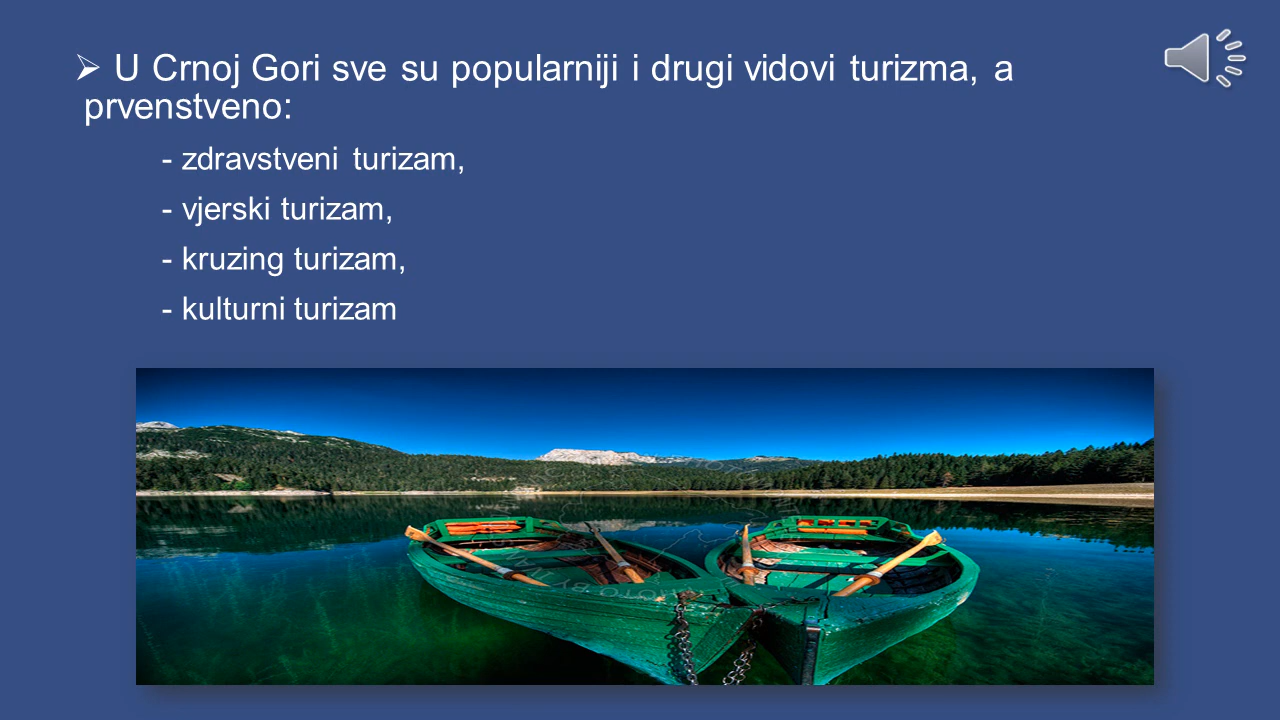 ➢ U Crnoj Gori sve su popularniji i drugi vidovi turizma, a
prvenstveno:
- zdravstveni turizam,
- vjerski turizam,
- kruzing turizam,
- kulturni turizam